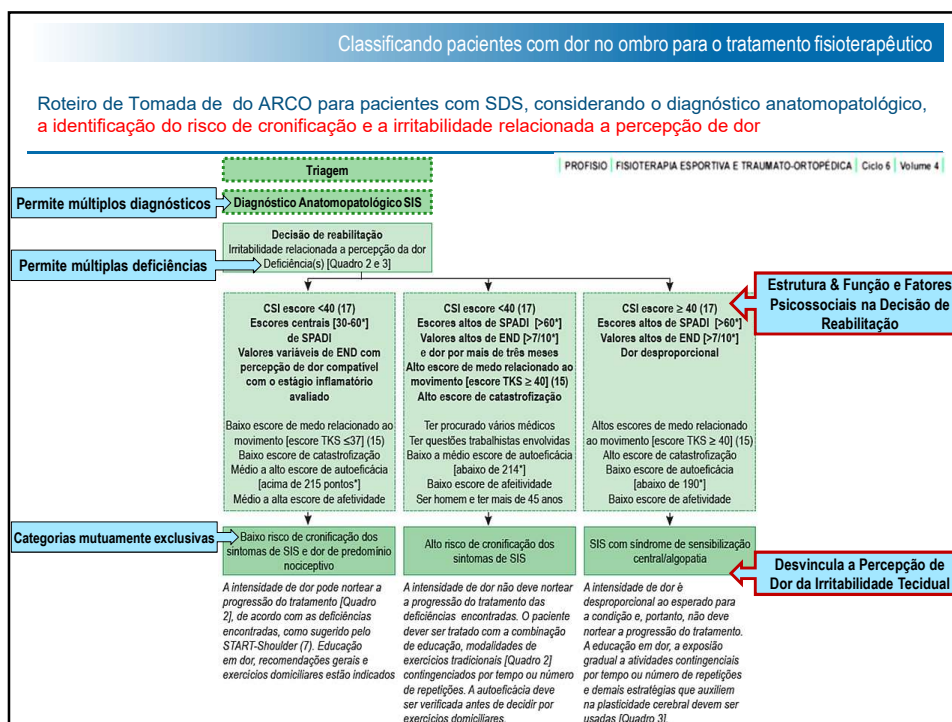 Classificando pacientes com dor no ombro para o tratamento fisioterapêutico
Roteiro de Tomada de do ARCO para pacientes com SDS, considerando o diagnóstico anatomopatológico,
a identificação do risco de cronificação e a irritabilidade relacionada a percepção de dor
PROFISIO | FISIOTERAPIA ESPORTIVA E TRAUMATO-ORTOPÉDICA | Ciclo 6 | Volume 4
Triagem
Permite múltiplos diagnósticos
Diagnóstico Anatomopatológico SIS
Decisão de reabilitação
Irritabilidade relacionada a percepção da dor
Deficiência(s) [Quadro 2 e 3]
Permite múltiplas deficiências
Estrutura & Função e Fatores
Psicossociais na Decisão de
Reabilitação
CSI escore <40 (17)
Escores centrais [30-60*]
de SPADI
Valores variáveis de END com
percepção de dor compatível
com o estágio inflamatório
avaliado
Baixo escore de medo relacionado ao
movimento [escore TKS ≤37] (15)
Baixo escore de catastrofização
Médio a alto escore de autoeficácia
[acima de 215 pontos*]
Médio a alta escore de afetividade
CSI escore <40 (17)
Escores altos de SPADI [>60*]
Valores altos de END [>7/10*]
e dor por mais de três meses
Alto escore de medo relacionado ao
movimento [escore TKS ≥ 40] (15)
Alto escore de catastrofização
Ter procurado vários médicos
Ter questões trabalhistas envolvidas
Baixo a médio escore de autoeficácia
[abaixo de 214*]
Baixo escore de afeitividade
Ser homem e ter mais de 45 anos
CSI escore ≥ 40 (17)
Escores altos de SPADI [>60*]
Valores altos de END [>7/10*]
Dor desproporcional
Altos escores de medo relacionado
ao movimento [escore TKS ≥ 40] (15)
Alto escore de catastrofização
Baixo escore de autoeficácia
[abaixo de 190*]
Baixo escore de afetividade
Categorias mutuamente exclusivas
Baixo risco de cronificação dos
sintomas de SIS e dor de predomínio
nociceptivo
Alto risco de cronificação dos
sintomas de SIS
SIS com síndrome de sensibilização
central/algopatia
Desvincula a Percepção de
Dor da Irritabilidade Tecidual
A intensidade de dor pode nortear a
progressão do tratamento [Quadro
2], de acordo com as deficiências
encontradas, como sugerido pelo
START-Shoulder (7). Educação
em dor, recomendações gerais e
exercícios domiciliares estão indicados
A intensidade de dor não deve nortear
a progressão do tratamento das
deficiências encontradas. O paciente
dever ser tratado com a combinação
de educação, modalidades de
exercícios tradicionais [Quadro 2]
contingenciados por tempo ou número
de repetições. A autoeficácia deve
ser verificada antes de decidir por
exercícios domiciliares.
A intensidade de dor è
desproporcional ao esperado para
a condição e, portanto, não deve
nortear a progressão do tratamento.
A educação em dor, a exposião
gradual a atividades contingenciais
por tempo ou número de repetições
e demais estratégias que auxiliem
na plasticidade cerebral devem ser
usadas [Quadro 3].